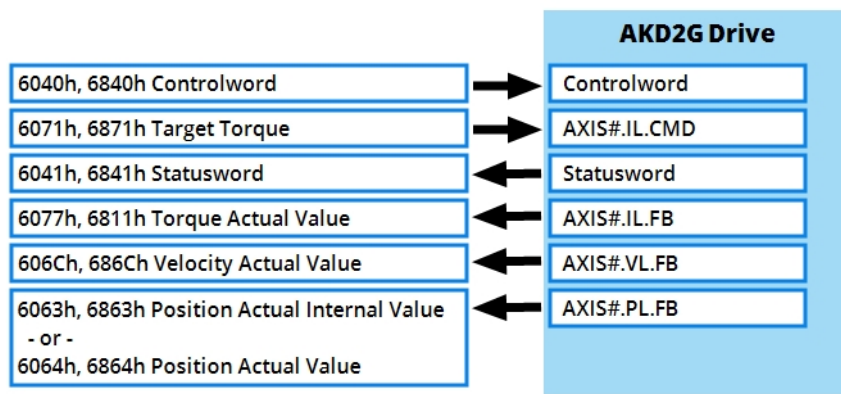 AKD2G Drive
6040h, 6840h Controlword
Controlword
6071h, 6871h Target Torque
AXIS#.IL.CMD
6041h, 6841h Statusword
Statusword
6077h, 6811h Torque Actual Value
AXIS#.IL.FB
606Ch, 686Ch Velocity Actual Value
AXIS#.VL.FB
6063h, 6863h Position Actual Internal Value
- or -
6064h, 6864h Position Actual Value
AXIS#.PL.FB